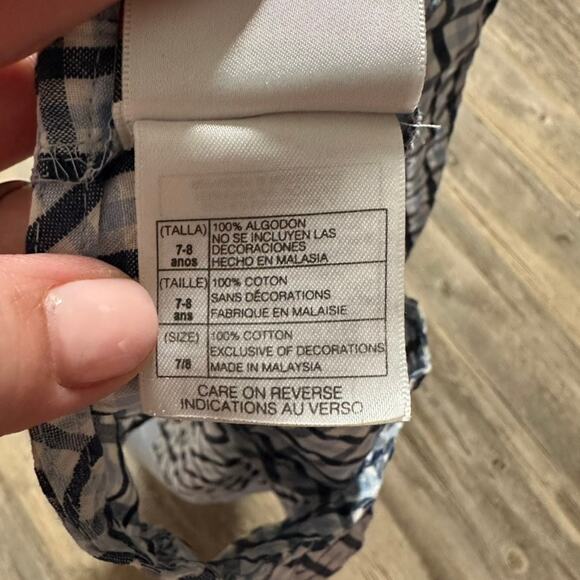 (TALLA) 100% ALGODON
7-8 NO SE INCLUYEN LAS
anos DECORACIONES
HECHO EN MALASIA
(TAILLE) 100% COTON
7-8 SANS DÉCORATIONS
ans FABRIQUE EN MALAISIE
(SIZE) 100% COTTON
EXCLUSIVE OF DECORATIONS
7/8 MADE IN MALAYSIA
CARE ON REVERSE
INDICATIONS AU VERSO